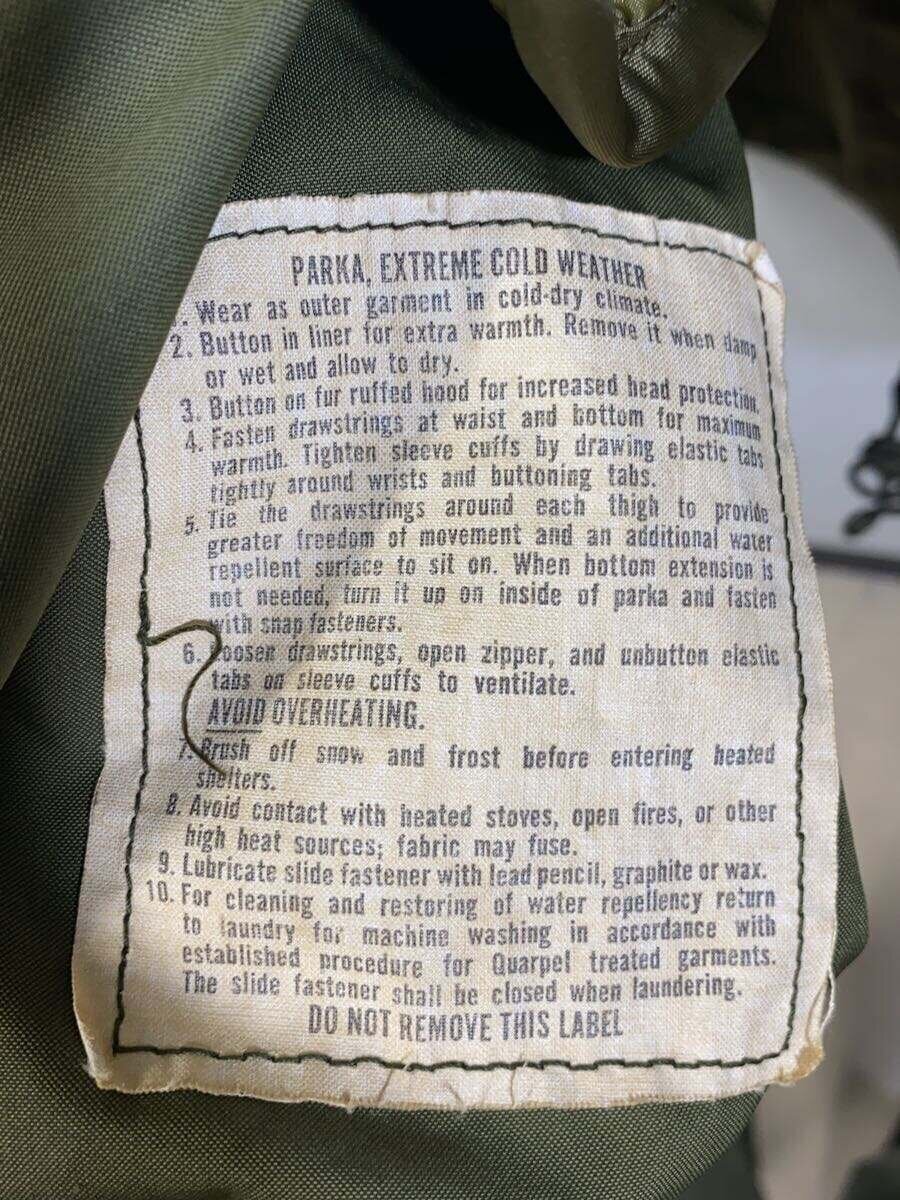 PARKA, EXTREME COLD WEATHER
. Wear as outer garment in cold-dry climate.
2. Button in liner for extra warmth. Remove it when damp
or wet and allow to dry.
3. Button on fur ruffed hood for increased head protection.
4. Fasten drawstrings at waist and bottom for maximum
warmth. Tighten sleeve cuffs by drawing elastic tabs
tightly around wrists and buttoning tabs.
5. Tie the drawstrings around each thigh to provide
greater freedom of movement and an additional water
repellent surface to sit on. When bottom extension is
not needed, turn it up on inside of parka and fasten
with snap fasteners.
6. Loosen drawstrings, open zipper, and unbutton elastic
tabs on sleeve cuffs to ventilate.
AVOID OVERHEATING.
7. Brush off snow and frost before entering heated
shelters.
8. Avoid contact with heated stoves, open fires, or other
high heat sources; fabric may fuse.
9. Lubricate slide fastener with lead pencil, graphite or wax.
10. For cleaning and restoring of water repellency return
to laundry for machine washing in accordance with
established procedure for Quarpel treated garments.
The slide fastener shall be closed when laundering.
DO NOT REMOVE THIS LABEL